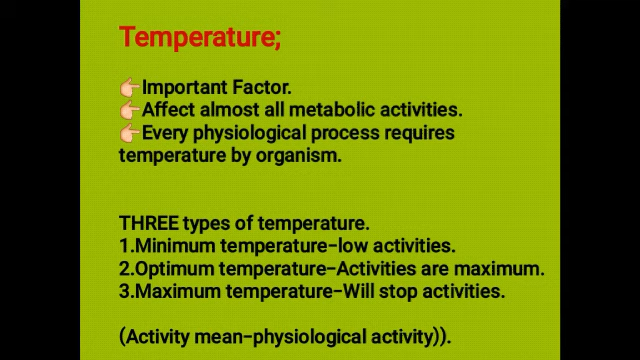 Temperature;
👉Important Factor.
👉Affect almost all metabolic activities.
👉Every physiological process requires
temperature by organism.
THREE types of temperature.
1.Minimum temperature-low activities.
2.Optimum temperature-Activities are maximum.
3.Maximum temperature-Will stop activities.
(Activity mean-physiological activity)).